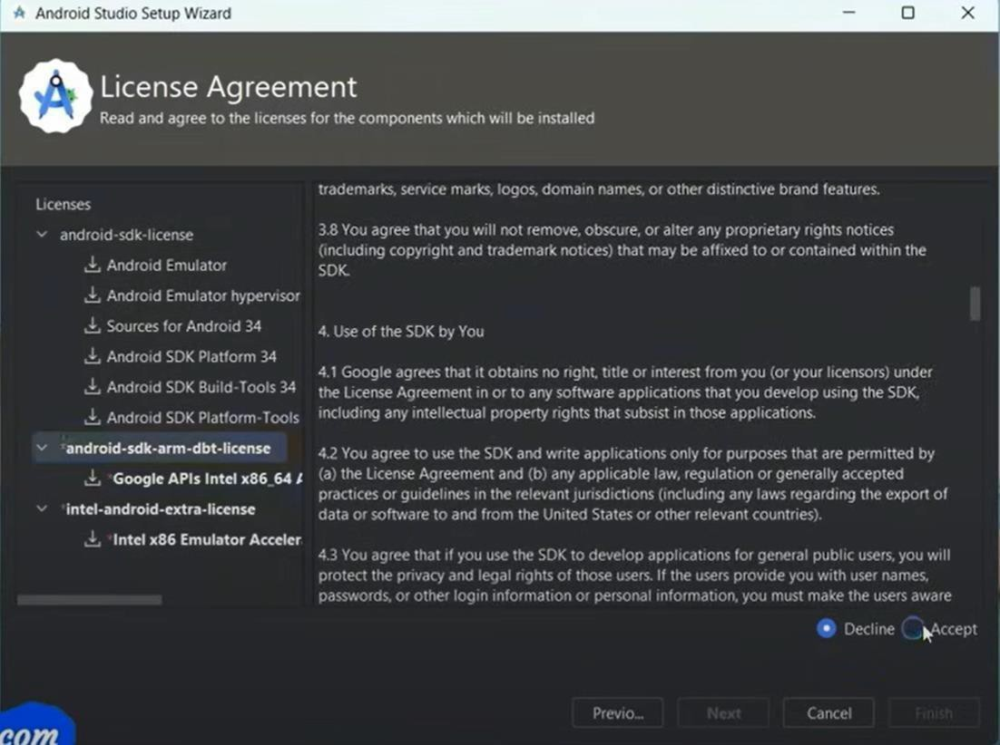 Android Studio Setup Wizard
License Agreement
Read and agree to the licenses for the components which will be installed
Licenses
android-sdk-license
Android Emulator
Android Emulator hypervisor
Sources for Android 34
Android SDK Platform 34
Android SDK Build-Tools 34
Android SDK Platform-Tools
*android-sdk-arm-dbt-license
*Google APIs Intel x86_64 A
*intel-android-extra-license
*Intel x86 Emulator Acceler
trademarks, service marks, logos, domain names, or other distinctive brand features.
3.8 You agree that you will not remove, obscure, or alter any proprietary rights notices
(including copyright and trademark notices) that may be affixed to or contained within the
SDK.
4. Use of the SDK by You
4.1 Google agrees that it obtains no right, title or interest from you (or your licensors) under
the License Agreement in or to any software applications that you develop using the SDK,
including any intellectual property rights that subsist in those applications.
4.2 You agree to use the SDK and write applications only for purposes that are permitted by
(a) the License Agreement and (b) any applicable law, regulation or generally accepted
practices or guidelines in the relevant jurisdictions (including any laws regarding the export of
data or software to and from the United States or other relevant countries).
4.3 You agree that if you use the SDK to develop applications for general public users, you will
protect the privacy and legal rights of those users. If the users provide you with user names,
passwords, or other login information or personal information, you must make the users aware
Decline Accept
Previo... Next Cancel Finish
com